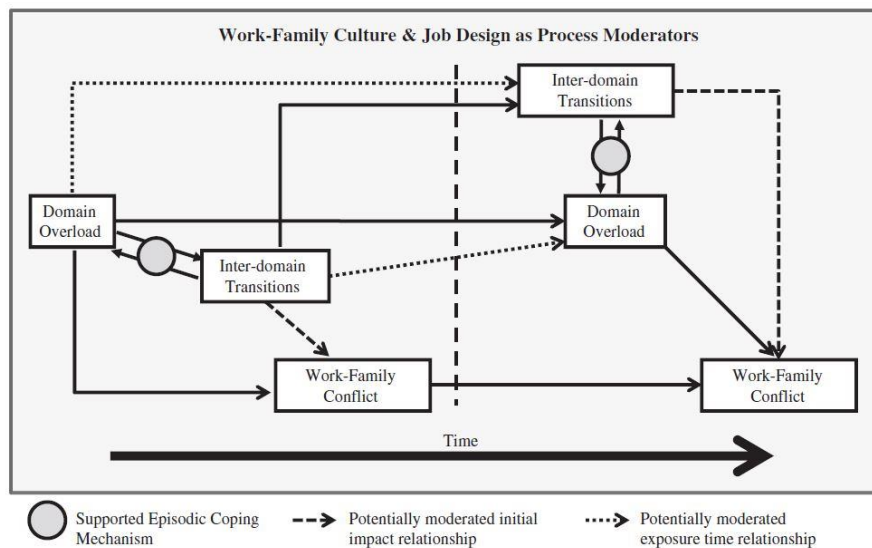 Work-Family Culture & Job Design as Process Moderators
Inter-domain
Transitions
Domain
Overload
Domain
Overload
Inter-domain
Transitions
Work-Family
Conflict
Work-Family
Conflict
Time
Supported Episodic Coping
Mechanism
Potentially moderated initial
impact relationship
Potentially moderated
exposure time relationship